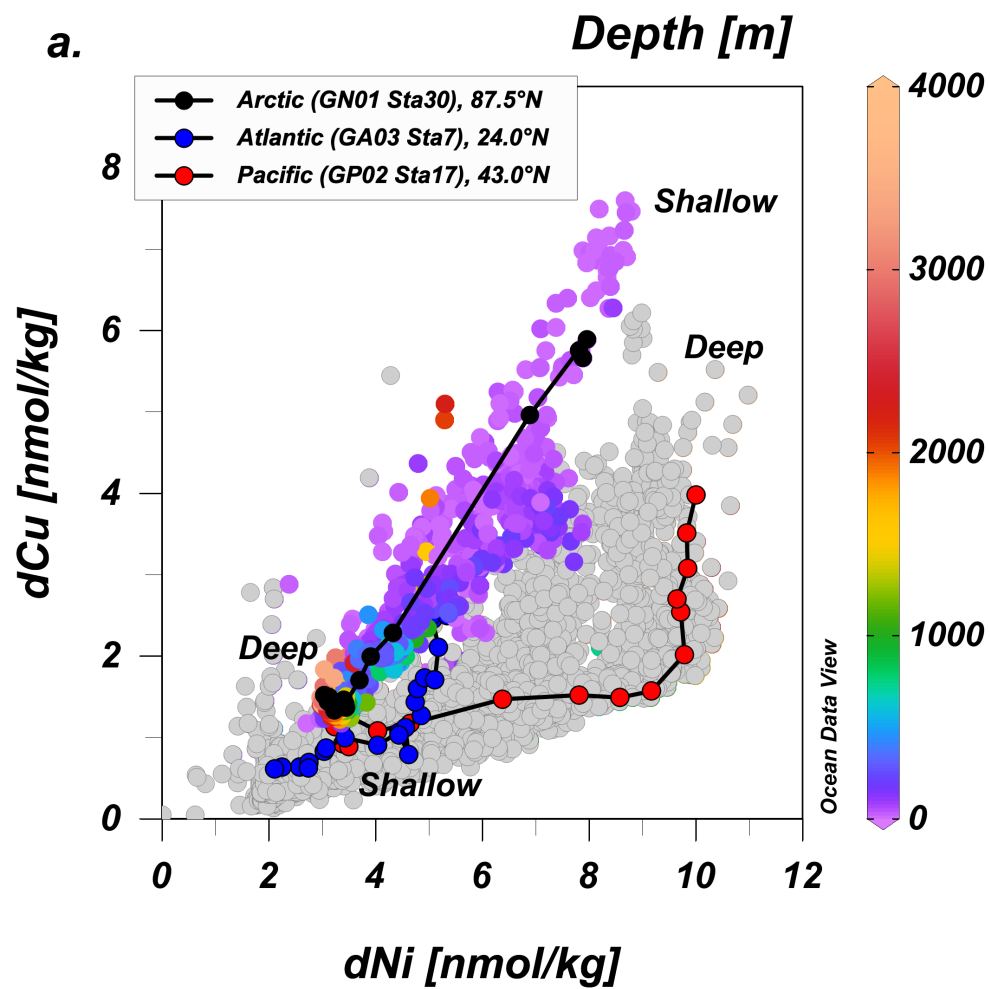 a.
Depth [m]
Arctic (GN01 Sta30), 87.5°N
Atlantic (GA03 Sta7), 24.0°N
Pacific (GP02 Sta17), 43.0°N
4000
3000
2000
1000
0
8
6
4
2
0
dCu [nmol/kg]
Shallow
Deep
Deep
Shallow
Ocean Data View
0
2
4
6
8
10
12
dNi [nmol/kg]